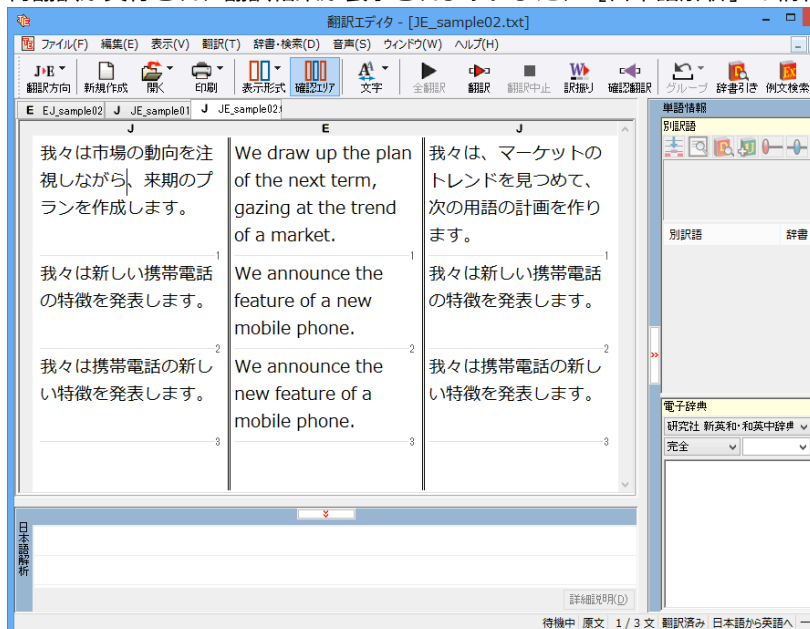 翻訳エディタ - [JE_sample02.txt]
ファイル(F) 編集(E) 表示(V) 翻訳(T) 辞書・検索(D) 音声(S) ウィンドウ(W) ヘルプ(H)
翻訳方向 新規作成 開く 印刷 表示形式 確認エリア 文字 全翻訳 翻訳 翻訳中止 訳振り 確認翻訳 グループ 辞書引き 例文検索
E EJ_sample02 J JE_sample01 J JE_sample02.t
J E J
我々は市場の動向を注
視しながら、来期のプ
ランを作成します。
1
We draw up the plan
of the next term,
gazing at the trend
of a market.
1
我々は、マーケットの
トレンドを見つめて、
次の用語の計画を作り
ます。
1
我々は新しい携帯電話
の特徴を発表します。
2
We announce the
feature of a new
mobile phone.
2
我々は新しい携帯電話
の特徴を発表します。
2
我々は携帯電話の新し
い特徴を発表します。
3
We announce the
new feature of a
mobile phone.
3
我々は携帯電話の新し
い特徴を発表します。
3
単語情報
別訳語
別訳語 辞書
電子辞典
研究社 新英和・和英中辞典
完全
日本語解析
詳細説明(D)
待機中 原文 1 / 3 文 翻訳済み 日本語から英語へ